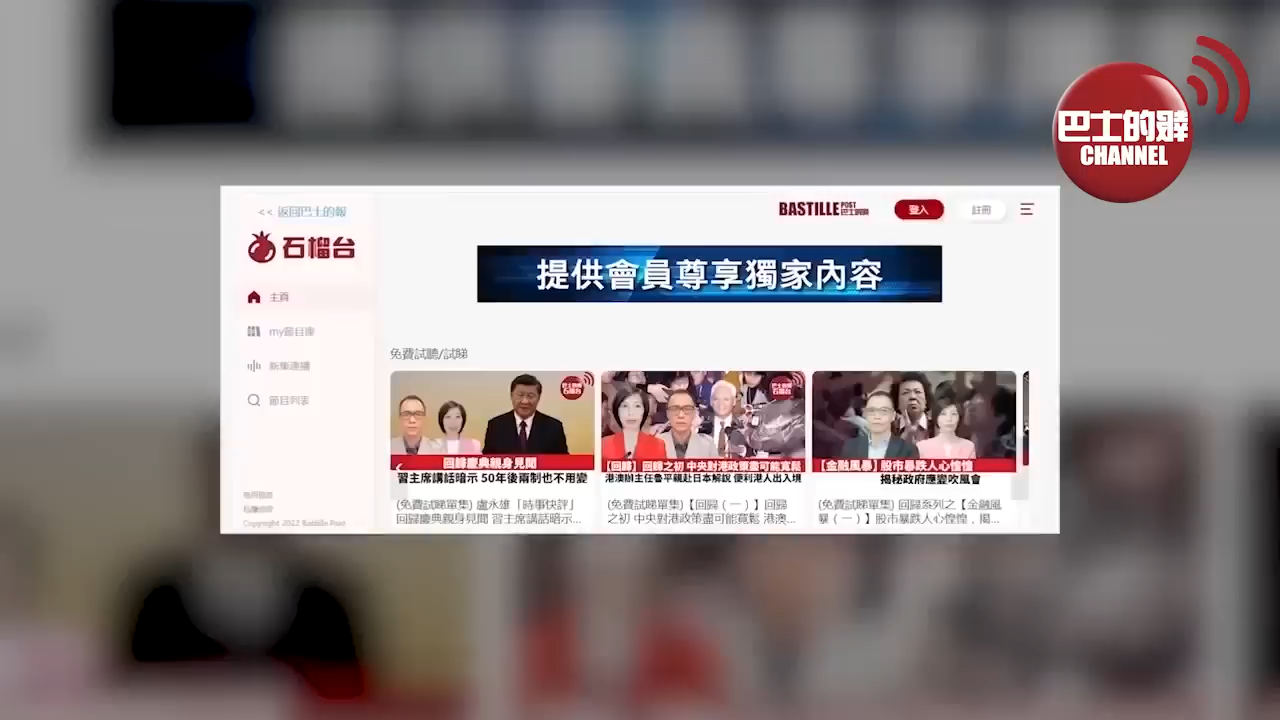 巴士的報
CHANNEL
<< 返回巴士的報
石榴台
主頁
my節目庫
新集連播
節目列表
Copyright 2022 Bastille Post
BASTILLE POST
巴士的報
登入
註冊
提供會員尊享獨家內容
免費試聽/試睇
回歸慶典親身見聞
習主席講話暗示 50年後兩制也不用變
(免費試睇單集) 盧永雄「時事快評」
回歸慶典親身見聞 習主席講話暗示...
【回歸】回歸之初 中央對港政策盡可能寬鬆
港澳辦主任魯平親赴日本解說 便利港人出入境
(免費試睇單集)【回歸（一）】回歸
之初 中央對港政策盡可能寬鬆 港澳...
【金融風暴】股市暴跌人心惶惶
揭秘政府應變吹風會
(免費試睇單集) 回歸系列之【金融風
暴（一）】股市暴跌人心惶惶，揭...